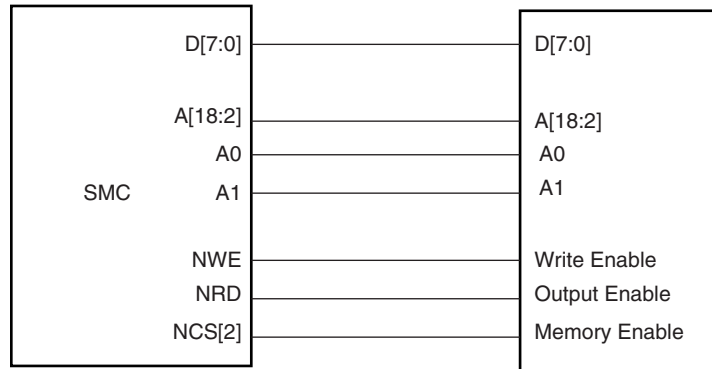 D[7:0] D[7:0]
A[18:2] A[18:2]
A0 A0
SMC A1 A1
NWE Write Enable
NRD Output Enable
NCS[2] Memory Enable